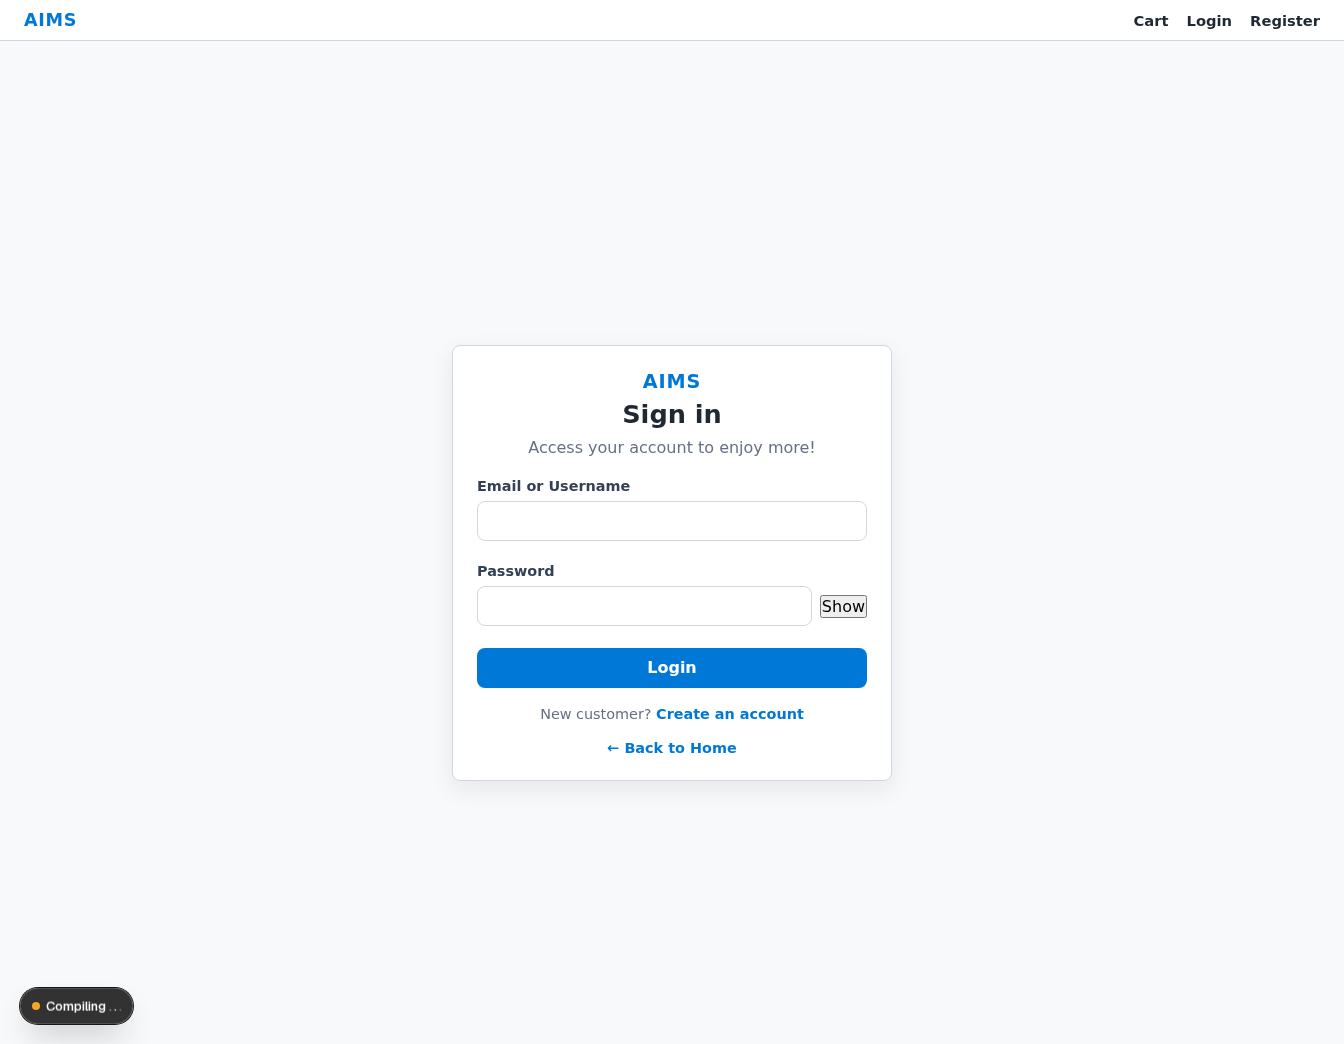 AIMS
Cart Login Register
AIMS
Sign in
Access your account to enjoy more!
Email or Username
Password
Show
Login
New customer? Create an account
← Back to Home
Compiling ...